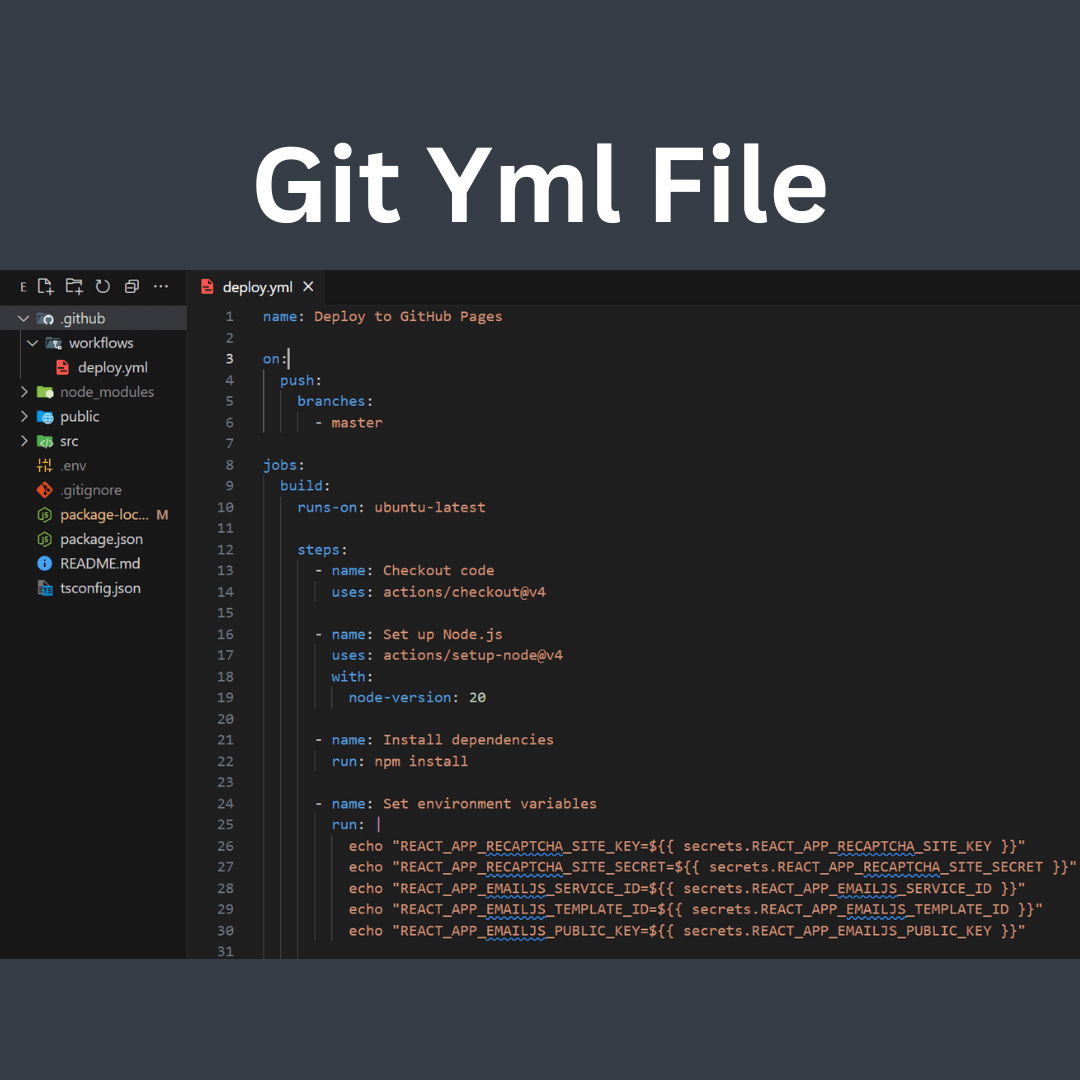 Git Yml File
E ...
.github
workflows
deploy.yml
node_modules
public
src
.env
.gitignore
package-loc... M
package.json
README.md
tsconfig.json
deploy.yml
1 name: Deploy to GitHub Pages
2
3 on:
4 push:
5 branches:
6 - master
7
8 jobs:
9 build:
10 runs-on: ubuntu-latest
11
12 steps:
13 - name: Checkout code
14 uses: actions/checkout@v4
15
16 - name: Set up Node.js
17 uses: actions/setup-node@v4
18 with:
19 node-version: 20
20
21 - name: Install dependencies
22 run: npm install
23
24 - name: Set environment variables
25 run: |
26 echo "REACT_APP_RECAPTCHA_SITE_KEY=${{ secrets.REACT_APP_RECAPTCHA_SITE_KEY }}"
27 echo "REACT_APP_RECAPTCHA_SITE_SECRET=${{ secrets.REACT_APP_RECAPTCHA_SITE_SECRET }}"
28 echo "REACT_APP_EMAILJS_SERVICE_ID=${{ secrets.REACT_APP_EMAILJS_SERVICE_ID }}"
29 echo "REACT_APP_EMAILJS_TEMPLATE_ID=${{ secrets.REACT_APP_EMAILJS_TEMPLATE_ID }}"
30 echo "REACT_APP_EMAILJS_PUBLIC_KEY=${{ secrets.REACT_APP_EMAILJS_PUBLIC_KEY }}"
31